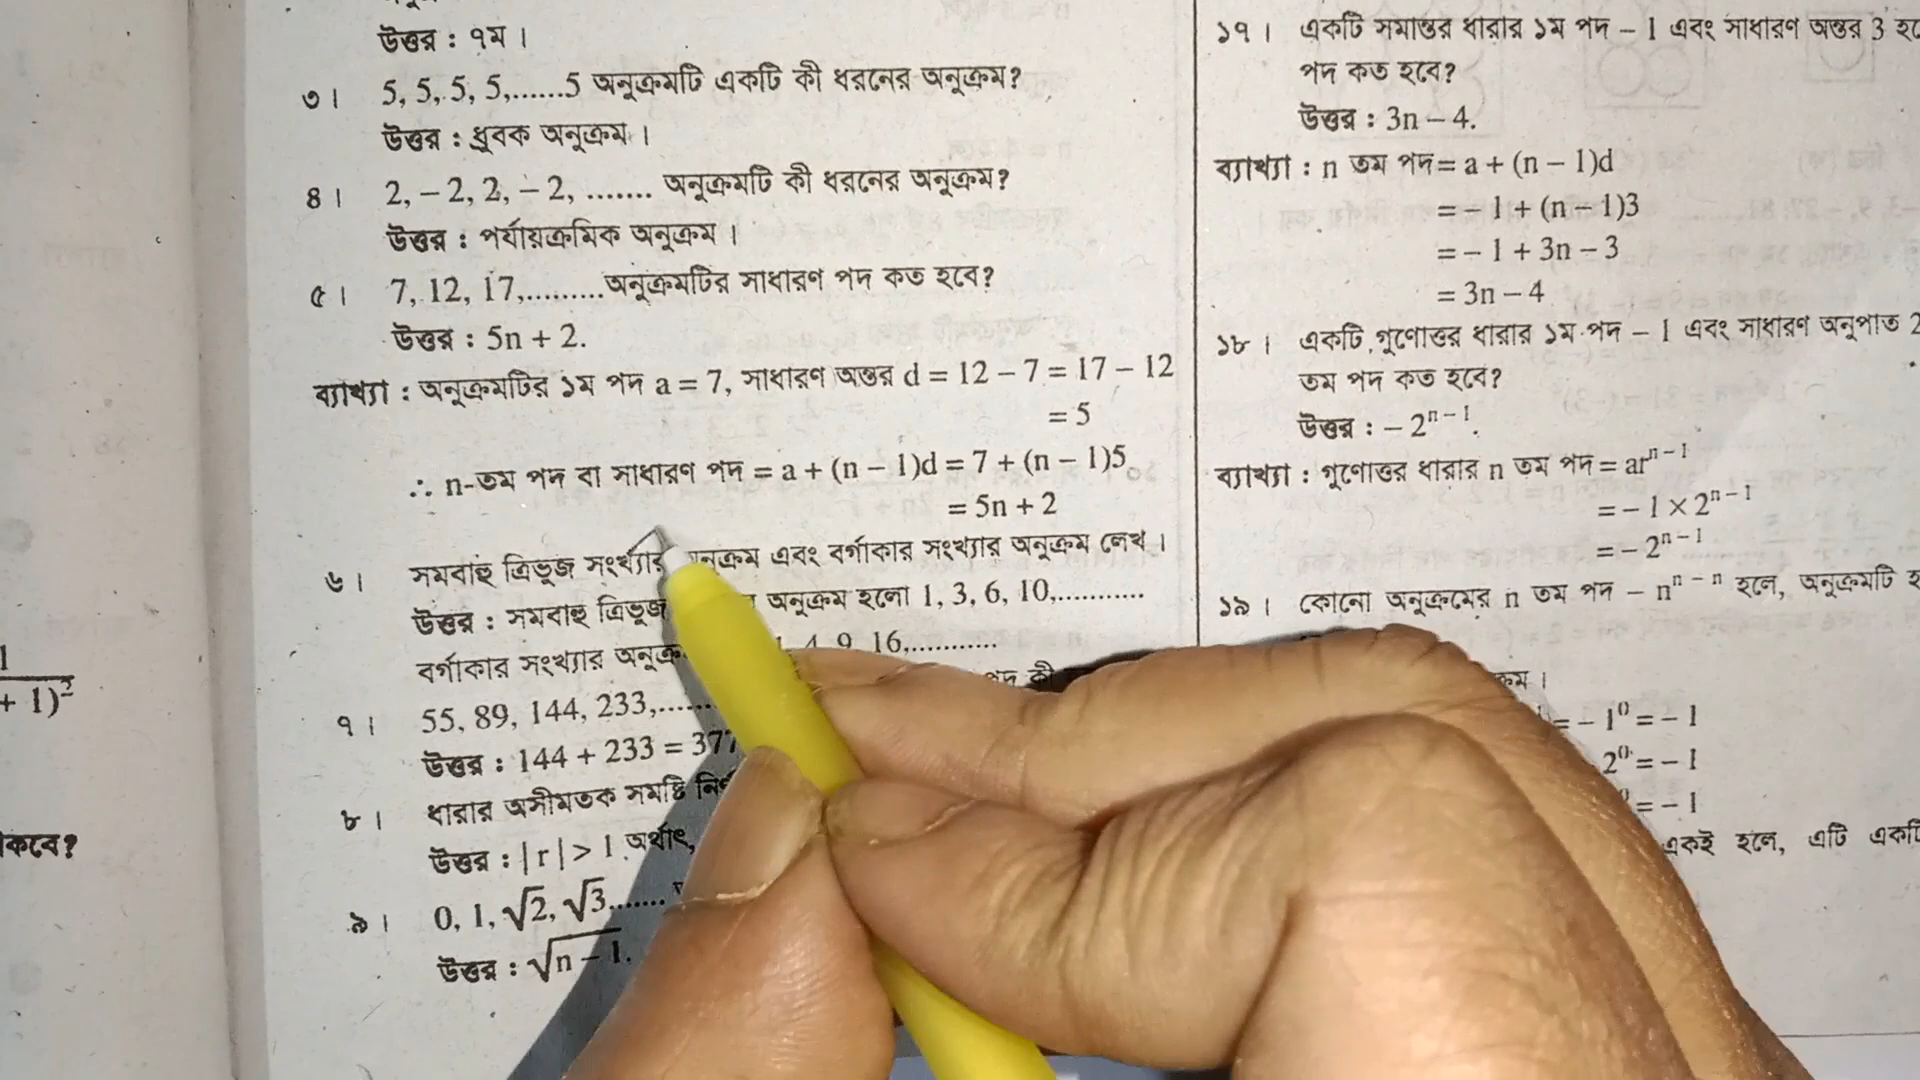 উত্তর : ৭ম ।
৩ । 5, 5, 5, 5,......5 অনুক্রমটি একটি কী ধরনের অনুক্রম?
উত্তর : ধ্রুবক অনুক্রম ।
৪ । 2, – 2, 2, – 2, ....... অনুক্রমটি কী ধরনের অনুক্রম?
উত্তর : পর্যায়ক্রমিক অনুক্রম ।
৫ । 7, 12, 17,.........অনুক্রমটির সাধারণ পদ কত হবে?
উত্তর : 5n + 2.
ব্যাখ্যা : অনুক্রমটির ১ম পদ a = 7, সাধারণ অন্তর d = 12 – 7 = 17 – 12
= 5
∴ n-তম পদ বা সাধারণ পদ = a + (n – 1)d = 7 + (n – 1)5
= 5n + 2
৬ । সমবাহু ত্রিভুজ সংখ্যার অনুক্রম এবং বর্গাকার সংখ্যার অনুক্রম লেখ ।
উত্তর : সমবাহু ত্রিভুজ অনুক্রম হলো 1, 3, 6, 10,...........
বর্গাকার সংখ্যার 4, 9, 16,...........
৭ । 55, 89, 144, 233,...... পদ কী
উত্তর : 144 + 233 = 377
৮ । ধারার অসীমতক সমষ্টি
উত্তর : |r| > 1 অর্থাৎ,
৯ । 0, 1, √2, √3.......
উত্তর : √n – 1.
1
+ 1)²
কিবে?
১৭ । একটি সমান্তর ধারার ১ম পদ – 1 এবং সাধারণ অন্তর 3
পদ কত হবে?
উত্তর : 3n – 4.
ব্যাখ্যা : n তম পদ = a + (n – 1)d
= – 1 + (n – 1)3
= – 1 + 3n – 3
= 3n – 4
১৮ । একটি গুণোত্তর ধারার ১ম পদ – 1 এবং সাধারণ অনুপাত 2
তম পদ কত হবে?
উত্তর : – 2ⁿ⁻¹.
ব্যাখ্যা : গুণোত্তর ধারার n তম পদ = arⁿ⁻¹
= – 1 × 2ⁿ⁻¹
= – 2ⁿ⁻¹
১৯ । কোনো অনুক্রমের n তম পদ – nⁿ⁻ⁿ হলে, অনুক্রমটি
= – 1⁰ = – 1
2⁰ = – 1
= – 1
একই হলে, এটি একটি